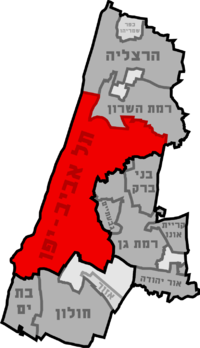 כפר
שמריהו
הרצליה
רמת השרון
תל אביב - יפו
בני
ברק
גבעתיים
קריית
אונו
רמת גן
אור יהודה
אזור
בת
ים
חולון